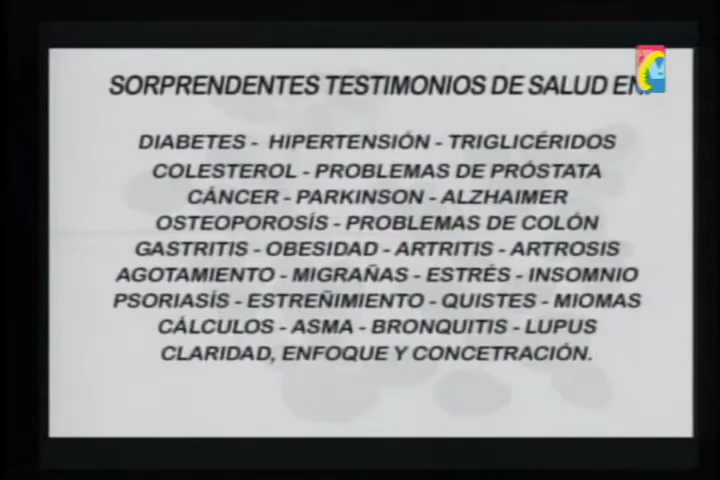 SORPRENDENTES TESTIMONIOS DE SALUD EN:
DIABETES - HIPERTENSIÓN - TRIGLICÉRIDOS
COLESTEROL - PROBLEMAS DE PRÓSTATA
CÁNCER - PARKINSON - ALZHAIMER
OSTEOPOROSÍS - PROBLEMAS DE COLÓN
GASTRITIS - OBESIDAD - ARTRITIS - ARTROSIS
AGOTAMIENTO - MIGRAÑAS - ESTRÉS - INSOMNIO
PSORIASÍS - ESTREÑIMIENTO - QUISTES - MIOMAS
CÁLCULOS - ASMA - BRONQUITIS - LUPUS
CLARIDAD, ENFOQUE Y CONCETRACIÓN.